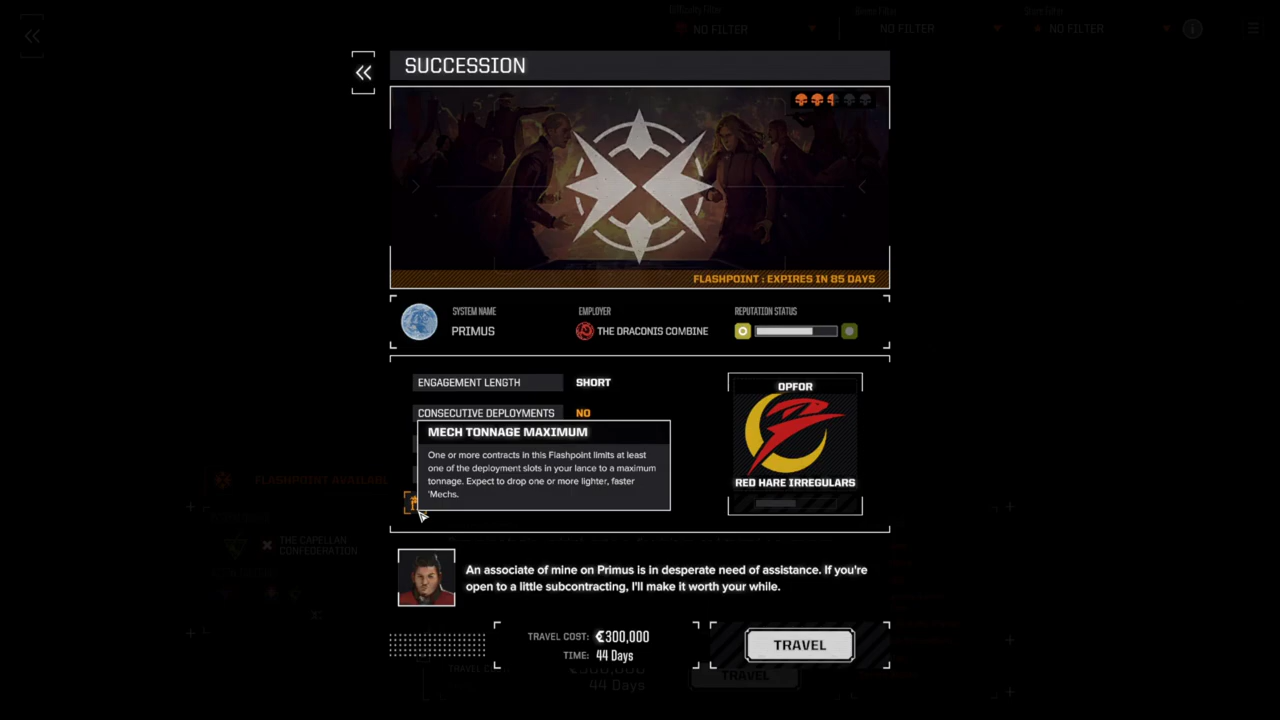 NO FILTER
NO FILTER
NO FILTER
SUCCESSION
FLASHPOINT : EXPIRES IN 85 DAYS
SYSTEM NAME
PRIMUS
EMPLOYER
THE DRACONIS COMBINE
REPUTATION STATUS
ENGAGEMENT LENGTH
SHORT
CONSECUTIVE DEPLOYMENTS
NO
MECH TONNAGE MAXIMUM
One or more contracts in this Flashpoint limits at least
one of the deployment slots in your lance to a maximum
tonnage. Expect to drop one or more lighter, faster
'Mechs.
OPFOR
RED HARE IRREGULARS
FLASHPOINT AVAILABL
THE CAPELLAN
CONFEDERATION
An associate of mine on Primus is in desperate need of assistance. If you're
open to a little subcontracting, I'll make it worth your while.
TRAVEL COST: 300,000
TIME: 44 Days
TRAVEL
44 Days
TRAVEL